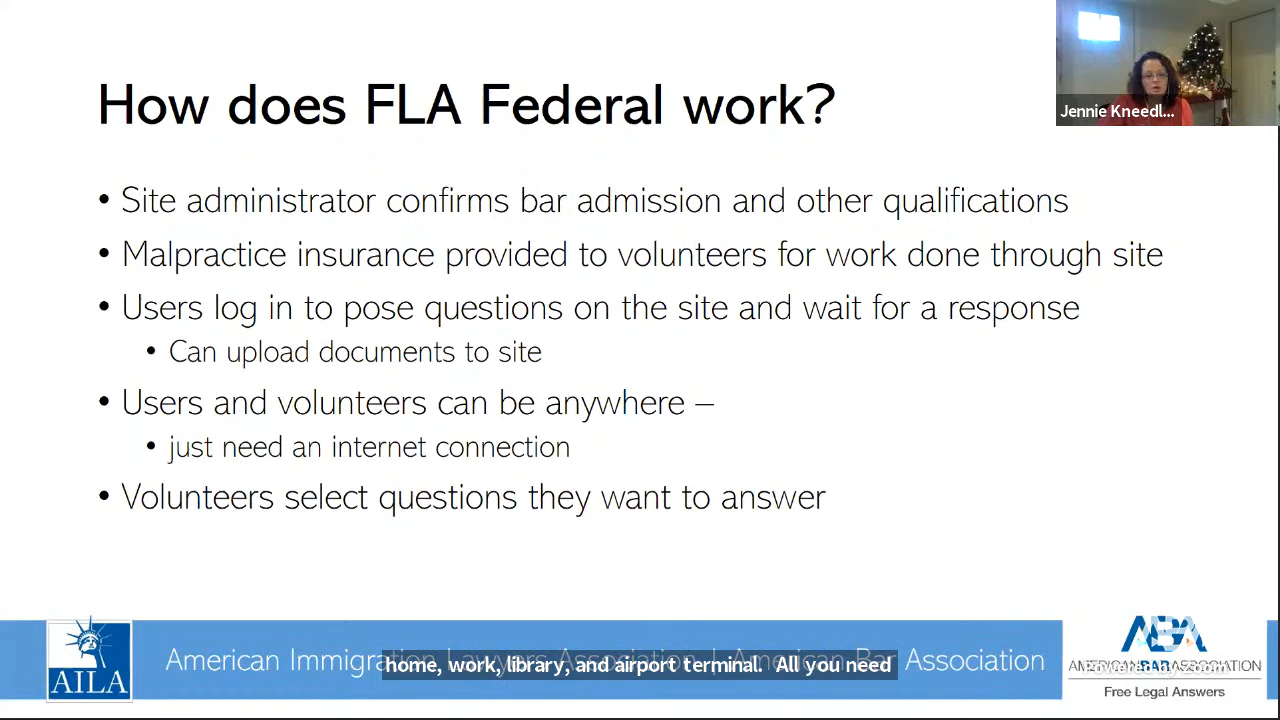 How does FLA Federal work?
Jennie Kneedl...
• Site administrator confirms bar admission and other qualifications
• Malpractice insurance provided to volunteers for work done through site
• Users log in to pose questions on the site and wait for a response
• Can upload documents to site
• Users and volunteers can be anywhere –
• just need an internet connection
• Volunteers select questions they want to answer
AILA
American Immigration Lawyers Association | American Bar Association
home, work, library, and airport terminal. All you need
ABA
AMERICAN BAR ASSOCIATION
Powered by Zoom
Free Legal Answers